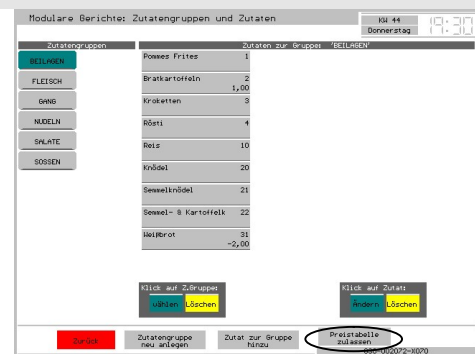 Modulare Gerichte: Zutatengruppen und Zutaten
KW 44
Donnerstag
Zutatengruppen
Zutaten zur Gruppe: 'BEILAGEN'
BEILAGEN
FLEISCH
GANG
NUDELN
SALATE
SOSSEN
Pommes Frites 1
Bratkartoffeln 2
1,00
Kroketten 3
Rösti 4
Reis 10
Knödel 20
Semmelknödel 21
Semmel- & Kartoffelk 22
Weißbrot 31
-2,00
Klick auf Z.Gruppe:
wählen Löschen
Klick auf Zutat:
Ändern Löschen
Zurück
Zutatengruppe
neu anlegen
Zutat zur Gruppe
hinzu
Preistabelle
zulassen